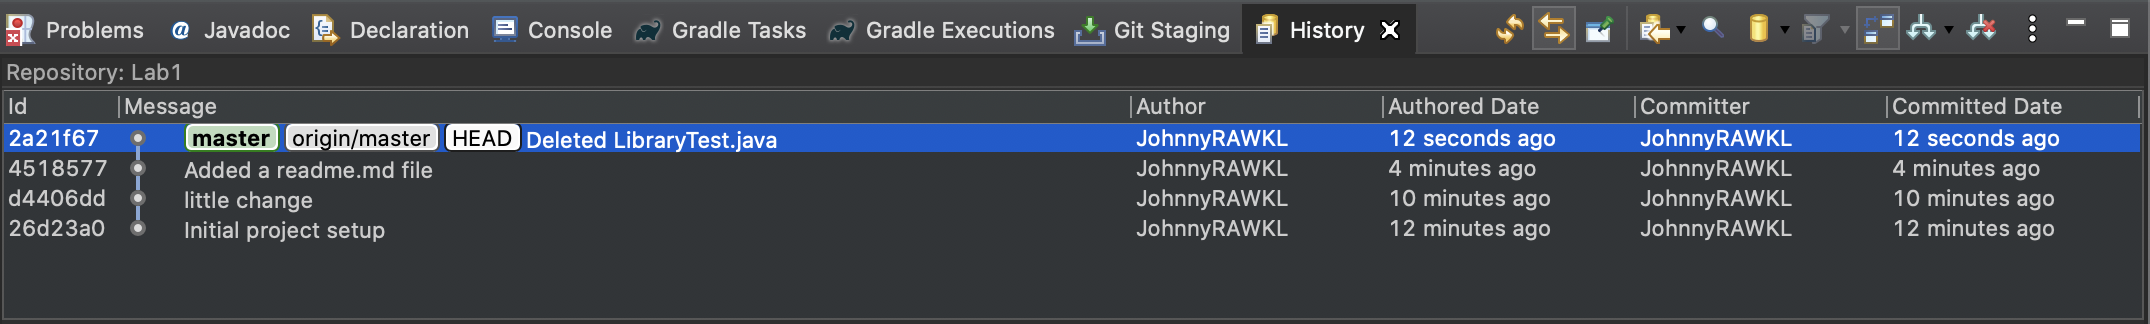 Problems @ Javadoc Declaration Console Gradle Tasks Gradle Executions Git Staging History
Repository: Lab1
Id Message Author Authored Date Committer Committed Date
2a21f67 master origin/master HEAD Deleted LibraryTest.java JohnnyRAWKL 12 seconds ago JohnnyRAWKL 12 seconds ago
4518577 Added a readme.md file JohnnyRAWKL 4 minutes ago JohnnyRAWKL 4 minutes ago
d4406dd little change JohnnyRAWKL 10 minutes ago JohnnyRAWKL 10 minutes ago
26d23a0 Initial project setup JohnnyRAWKL 12 minutes ago JohnnyRAWKL 12 minutes ago